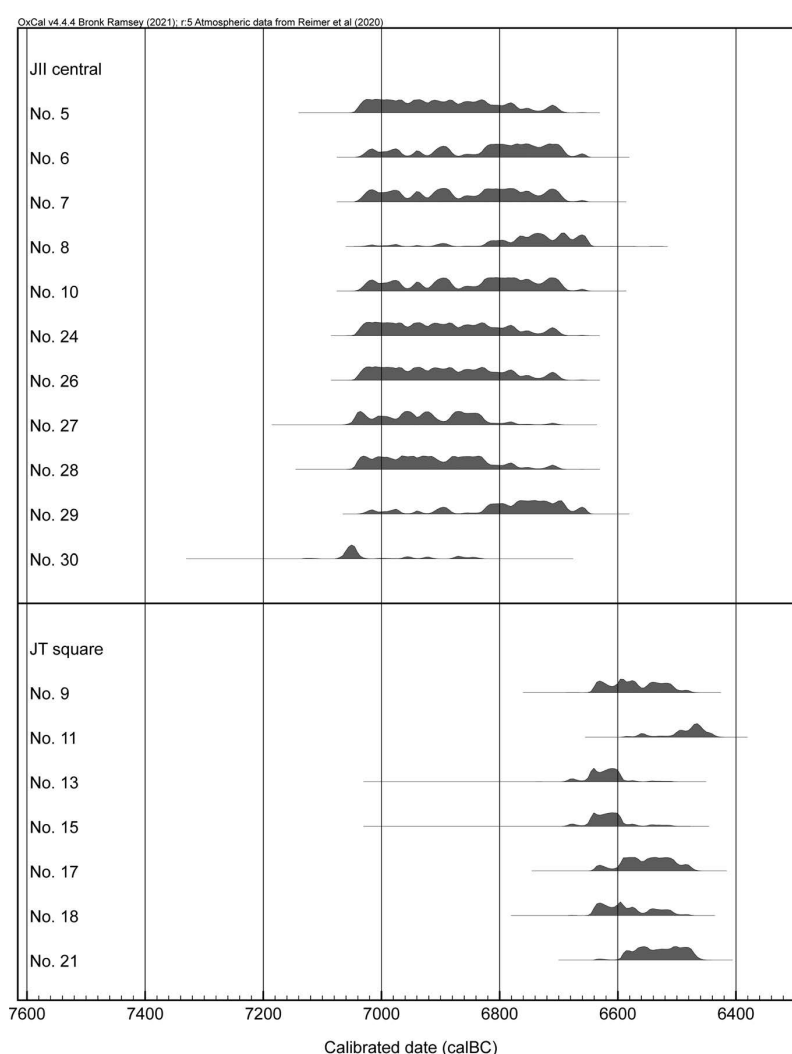 OxCal v4.4.4 Bronk Ramsey (2021); r:5 Atmospheric data from Reimer et al (2020)
JII central
No. 5
No. 6
No. 7
No. 8
No. 10
No. 24
No. 26
No. 27
No. 28
No. 29
No. 30
JT square
No. 9
No. 11
No. 13
No. 15
No. 17
No. 18
No. 21
7600 7400 7200 7000 6800 6600 6400
Calibrated date (calBC)